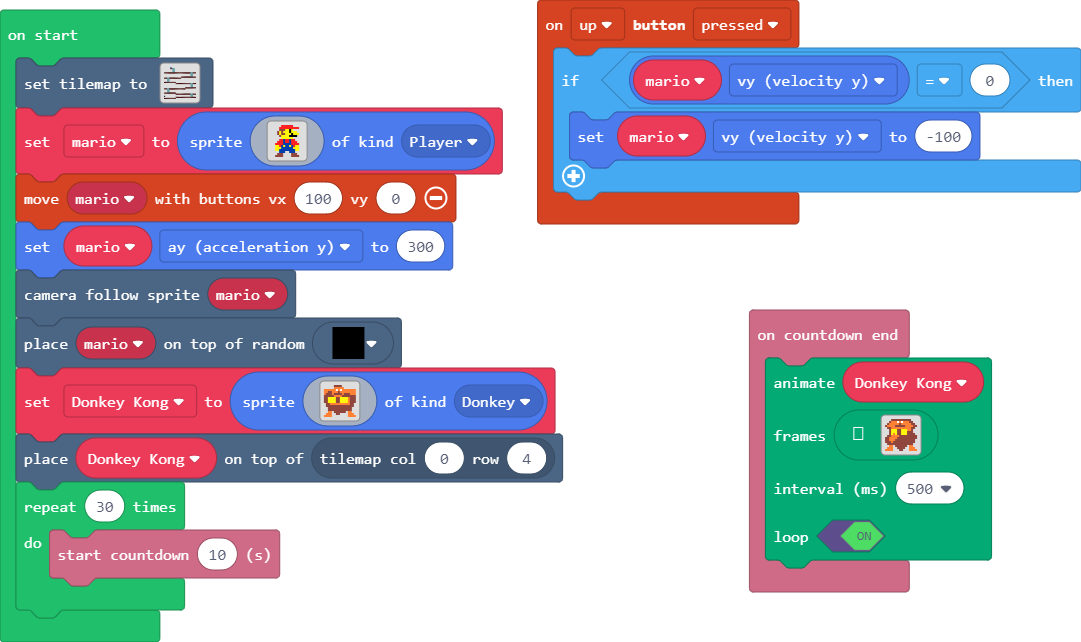 on start
set tilemap to
set mario to sprite of kind Player
move mario with buttons vx 100 vy 0
set mario ay (acceleration y) to 300
camera follow sprite mario
place mario on top of random
set Donkey Kong to sprite of kind Donkey
place Donkey Kong on top of tilemap col 0 row 4
repeat 30 times
do
start countdown 10 (s)
on up button pressed
if mario vy (velocity y) = 0 then
set mario vy (velocity y) to -100
on countdown end
animate Donkey Kong
frames
interval (ms) 500
loop ON